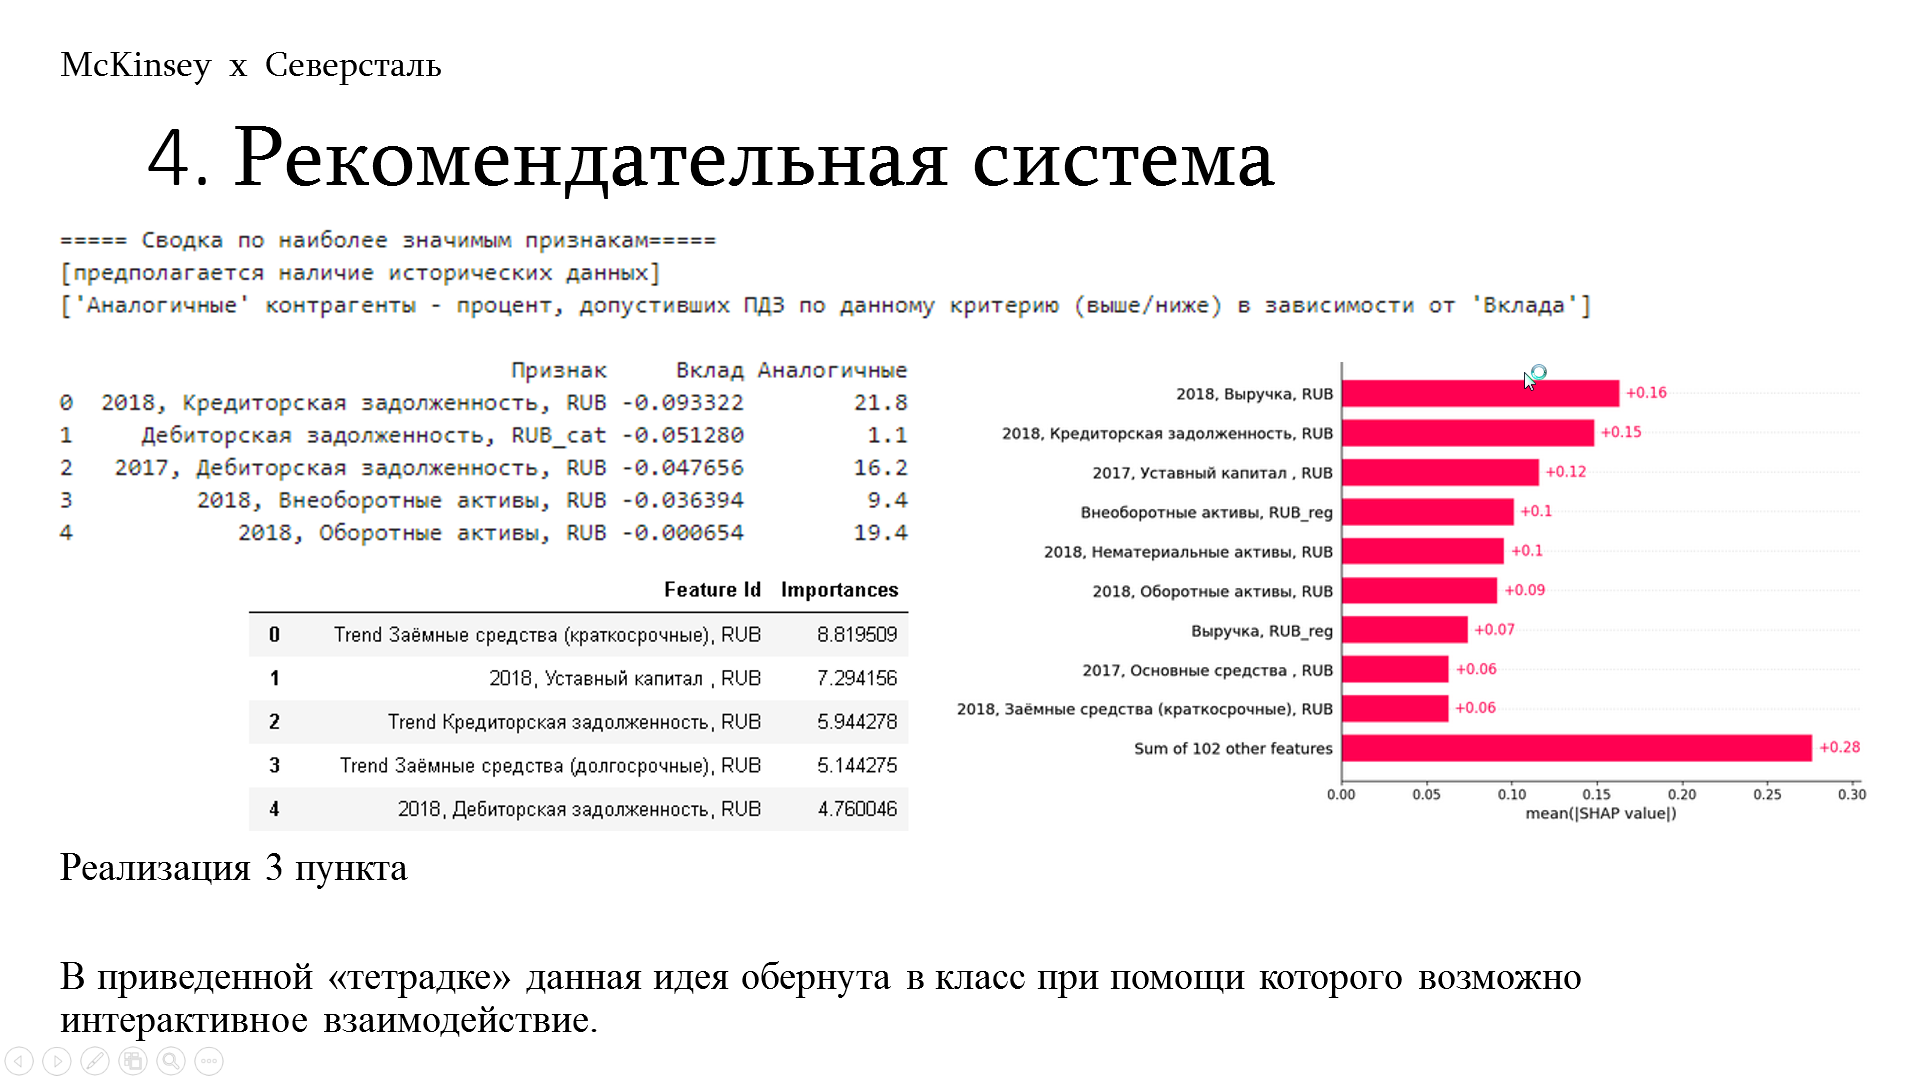 McKinsey x Северсталь
4. Рекомендательная система
===== Сводка по наиболее значимым признакам=====
[предполагается наличие исторических данных]
['Аналогичные' контрагенты - процент, допустивших ПДЗ по данному критерию (выше/ниже) в зависимости от 'Вклада']
Признак Вклад Аналогичные
0 2018, Кредиторская задолженность, RUB -0.093322 21.8
1 Дебиторская задолженность, RUB_cat -0.051280 1.1
2 2017, Дебиторская задолженность, RUB -0.047656 16.2
3 2018, Внеоборотные активы, RUB -0.036394 9.4
4 2018, Оборотные активы, RUB -0.000654 19.4
Feature Id Importances
0 Trend Заёмные средства (краткосрочные), RUB 8.819509
1 2018, Уставный капитал , RUB 7.294156
2 Trend Кредиторская задолженность, RUB 5.944278
3 Trend Заёмные средства (долгосрочные), RUB 5.144275
4 2018, Дебиторская задолженность, RUB 4.760046
2018, Выручка, RUB +0.16
2018, Кредиторская задолженность, RUB +0.15
2017, Уставный капитал , RUB +0.12
Внеоборотные активы, RUB_reg +0.1
2018, Нематериальные активы, RUB +0.1
2018, Оборотные активы, RUB +0.09
Выручка, RUB_reg +0.07
2017, Основные средства , RUB +0.06
2018, Заёмные средства (краткосрочные), RUB +0.06
Sum of 102 other features +0.28
0.00 0.05 0.10 0.15 0.20 0.25 0.30
mean(|SHAP value|)
Реализация 3 пункта
В приведенной «тетрадке» данная идея обернута в класс при помощи которого возможно
интерактивное взаимодействие.